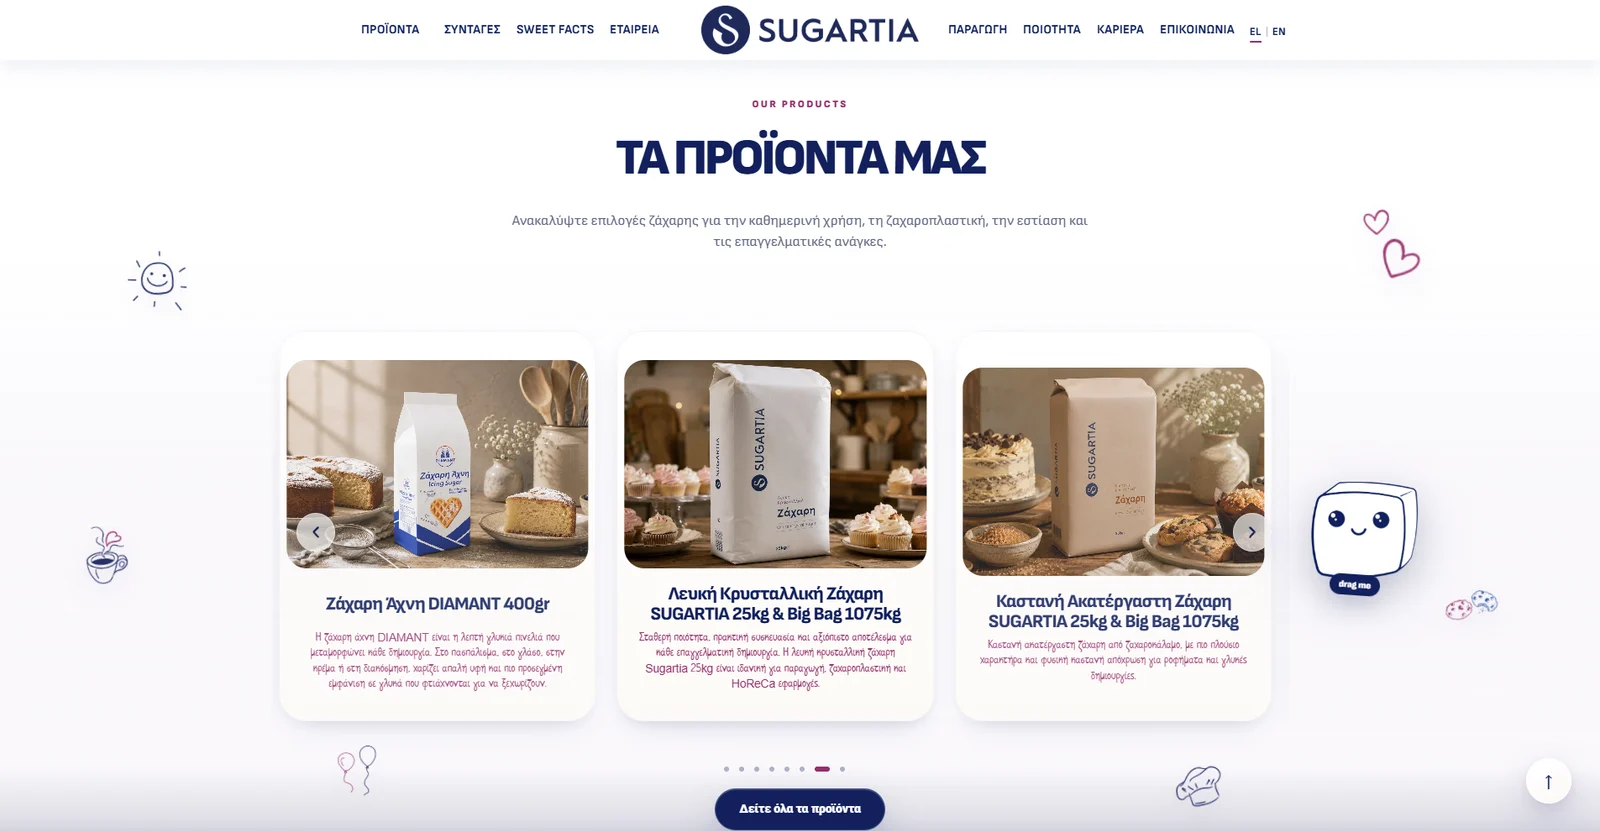 ΠΡΟΪΟΝΤΑ ΣΥΝΤΑΓΕΣ SWEET FACTS ΕΤΑΙΡΕΙΑ SUGARTIA ΠΑΡΑΓΩΓΗ ΠΟΙΟΤΗΤΑ ΚΑΡΙΕΡΑ ΕΠΙΚΟΙΝΩΝΙΑ EL | EN
OUR PRODUCTS
ΤΑ ΠΡΟΪΟΝΤΑ ΜΑΣ
Ανακαλύψτε επιλογές ζάχαρης για την καθημερινή χρήση, τη ζαχαροπλαστική, την εστίαση και
τις επαγγελματικές ανάγκες.
DIAMANT
Ζάχαρη Άχνη
Icing Sugar
SUGARTIA
SUGARTIA
Ζάχαρη
SUGARTIA
SUGARTIA
Ζάχαρη
drag me
Ζάχαρη Άχνη DIAMANT 400gr
Η ζάχαρη άχνη DIAMANT είναι η λεπτή γλυκιά πινελιά που
μεταμορφώνει κάθε δημιουργία. Στο πασπάλισμα, στο γλάσο, στην
κρέμα ή στη διακόσμηση, χαρίζει απαλή υφή και πιο προσεγμένη
εμφάνιση σε γλυκά που φτιάχνονται για να ξεχωρίζουν.
Λευκή Κρυσταλλική Ζάχαρη
SUGARTIA 25kg & Big Bag 1075kg
Σταθερή ποιότητα, πρακτική συσκευασία και αξιόπιστο αποτέλεσμα για
κάθε επαγγελματική δημιουργία. Η λευκή κρυσταλλική ζάχαρη
Sugartia 25kg είναι ιδανική για παραγωγή, ζαχαροπλαστική και
HoReCa εφαρμογές.
Καστανή Ακατέργαστη Ζάχαρη
SUGARTIA 25kg & Big Bag 1075kg
Καστανή ακατέργαστη ζάχαρη από ζαχαροκάλαμο, με πιο πλούσιο
χαρακτήρα και φυσική καστανή απόχρωση για ροφήματα και γλυκές
δημιουργίες.
Δείτε όλα τα προϊόντα